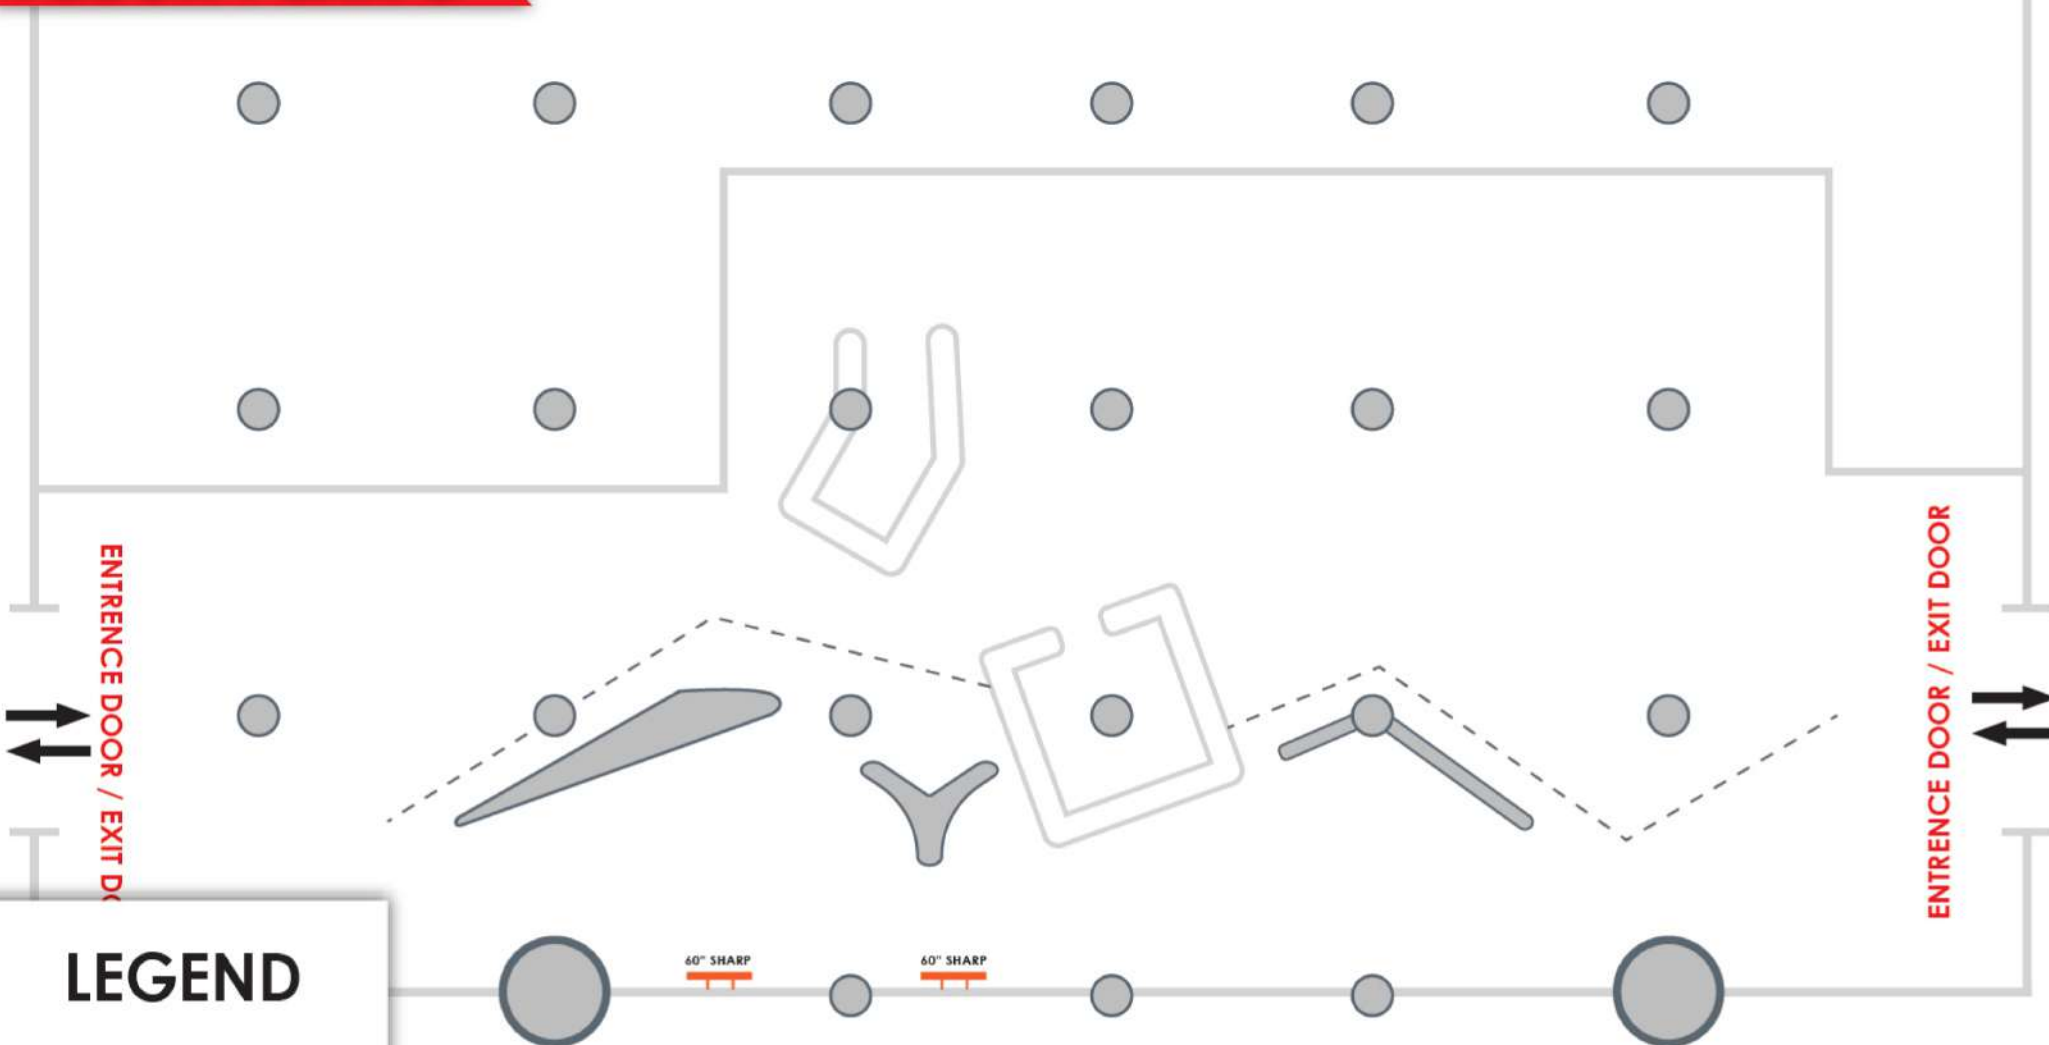 ENTRENCE DOOR / EXIT DOOR
60" SHARP
60" SHARP
ENTRENCE DOOR / EXIT
LEGEND